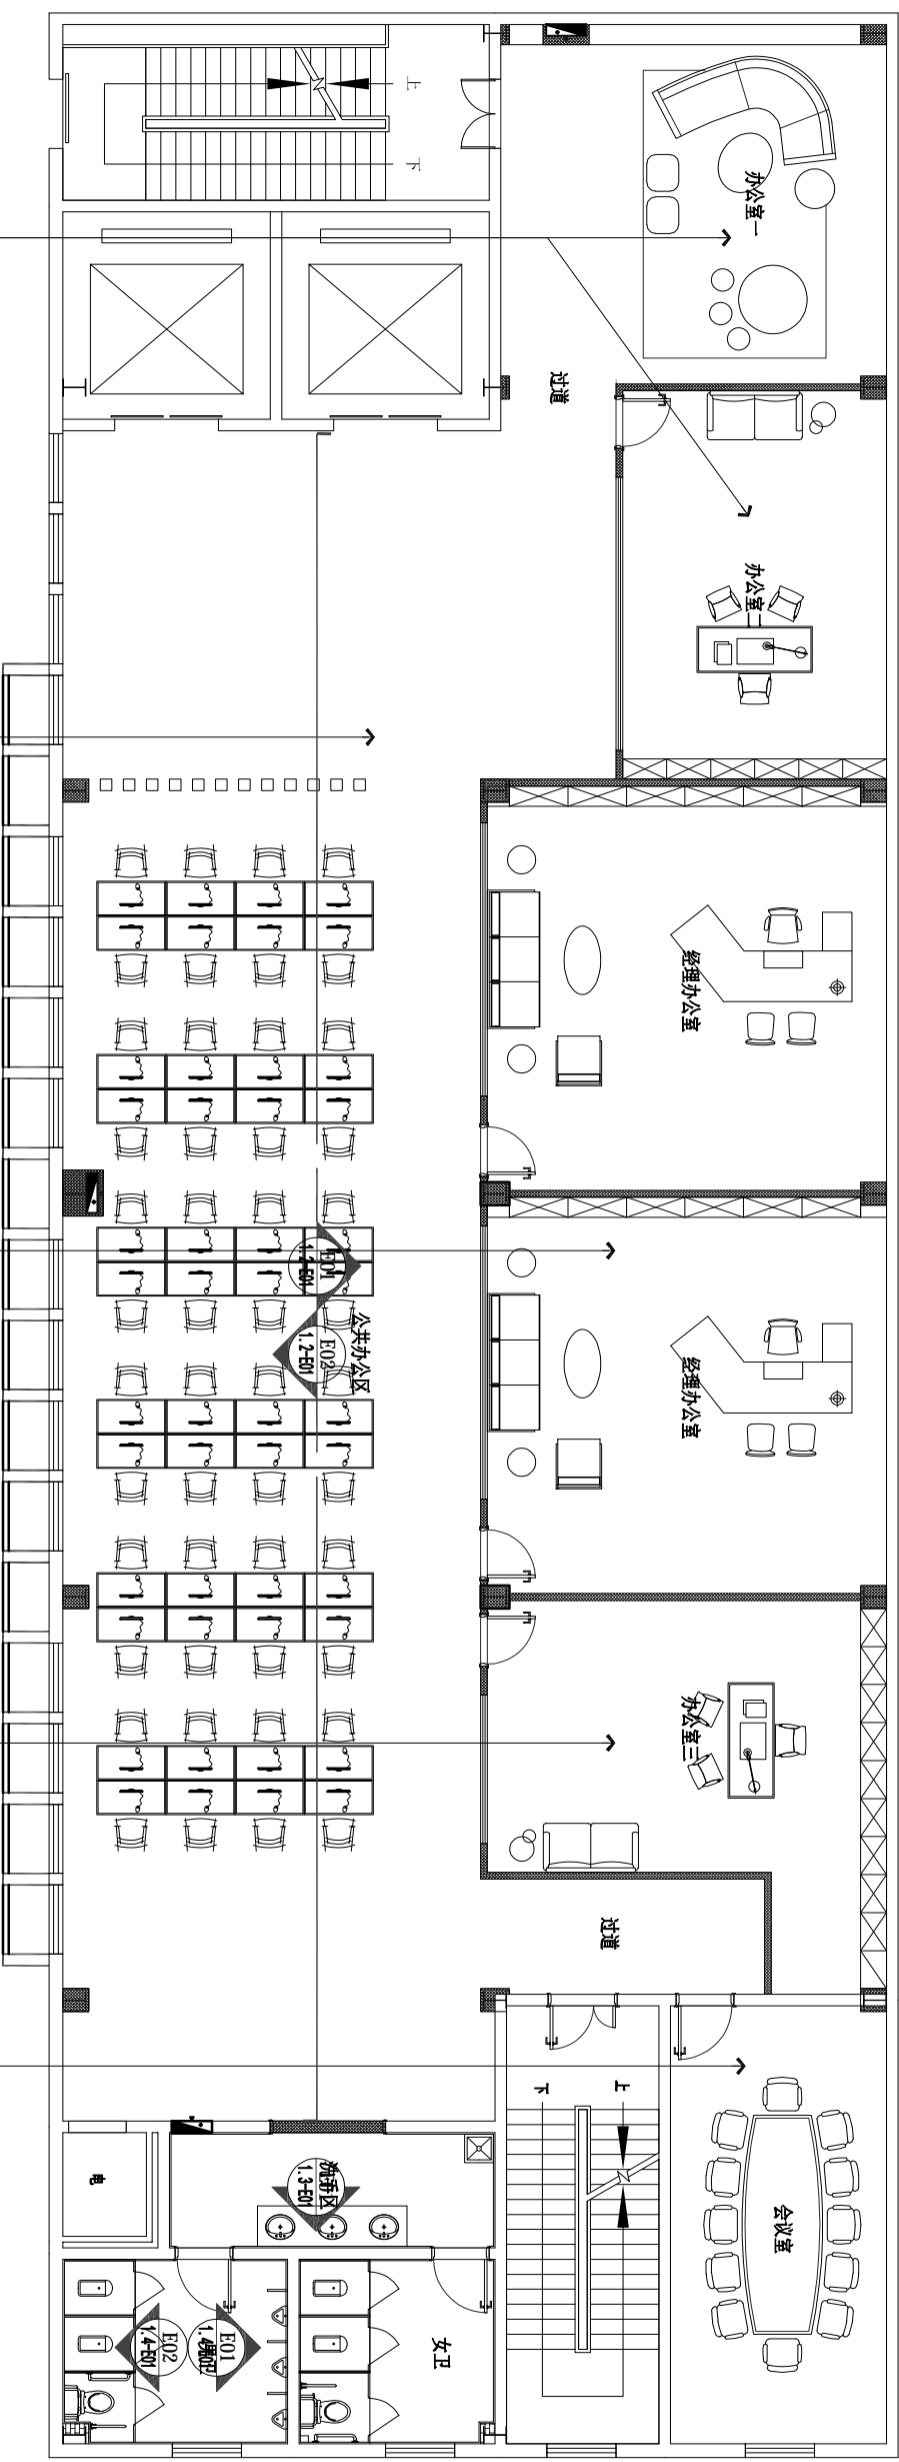 上
下
办公室一
过道
办公室二
经理办公室
E01
1.2-E01
公共办公区
E02
1.2-E01
经理办公室
办公室三
过道
下
上
会议室
电
洗手区
1.3-E01
女卫
E01
E02
1.4-E01